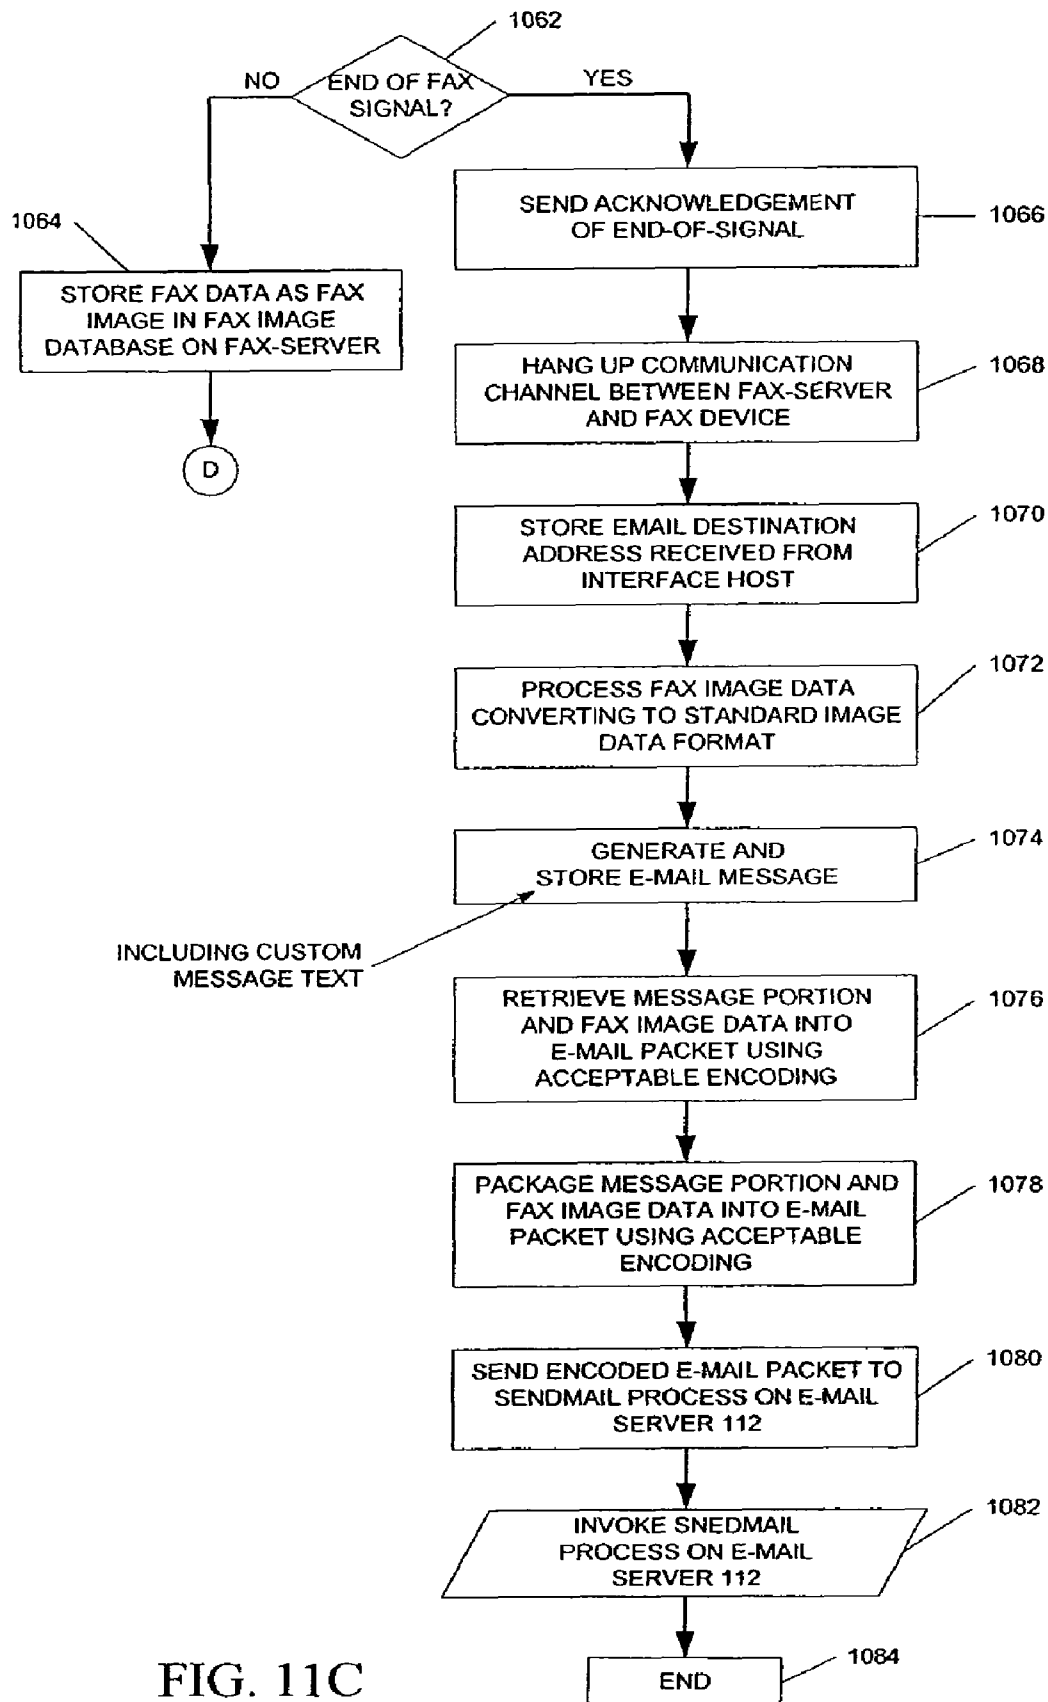 1062
END OF FAX
SIGNAL?
NO
YES
1064
STORE FAX DATA AS FAX
IMAGE IN FAX IMAGE
DATABASE ON FAX-SERVER
D
SEND ACKNOWLEDGEMENT
OF END-OF-SIGNAL
1066
HANG UP COMMUNICATION
CHANNEL BETWEEN FAX-SERVER
AND FAX DEVICE
1068
STORE EMAIL DESTINATION
ADDRESS RECEIVED FROM
INTERFACE HOST
1070
PROCESS FAX IMAGE DATA
CONVERTING TO STANDARD IMAGE
DATA FORMAT
1072
GENERATE AND
STORE E-MAIL MESSAGE
1074
INCLUDING CUSTOM
MESSAGE TEXT
RETRIEVE MESSAGE PORTION
AND FAX IMAGE DATA INTO
E-MAIL PACKET USING
ACCEPTABLE ENCODING
1076
PACKAGE MESSAGE PORTION AND
FAX IMAGE DATA INTO E-MAIL
PACKET USING ACCEPTABLE
ENCODING
1078
SEND ENCODED E-MAIL PACKET TO
SENDMAIL PROCESS ON E-MAIL
SERVER 112
1080
INVOKE SNEDMAIL
PROCESS ON E-MAIL
SERVER 112
1082
END
1084
FIG. 11C